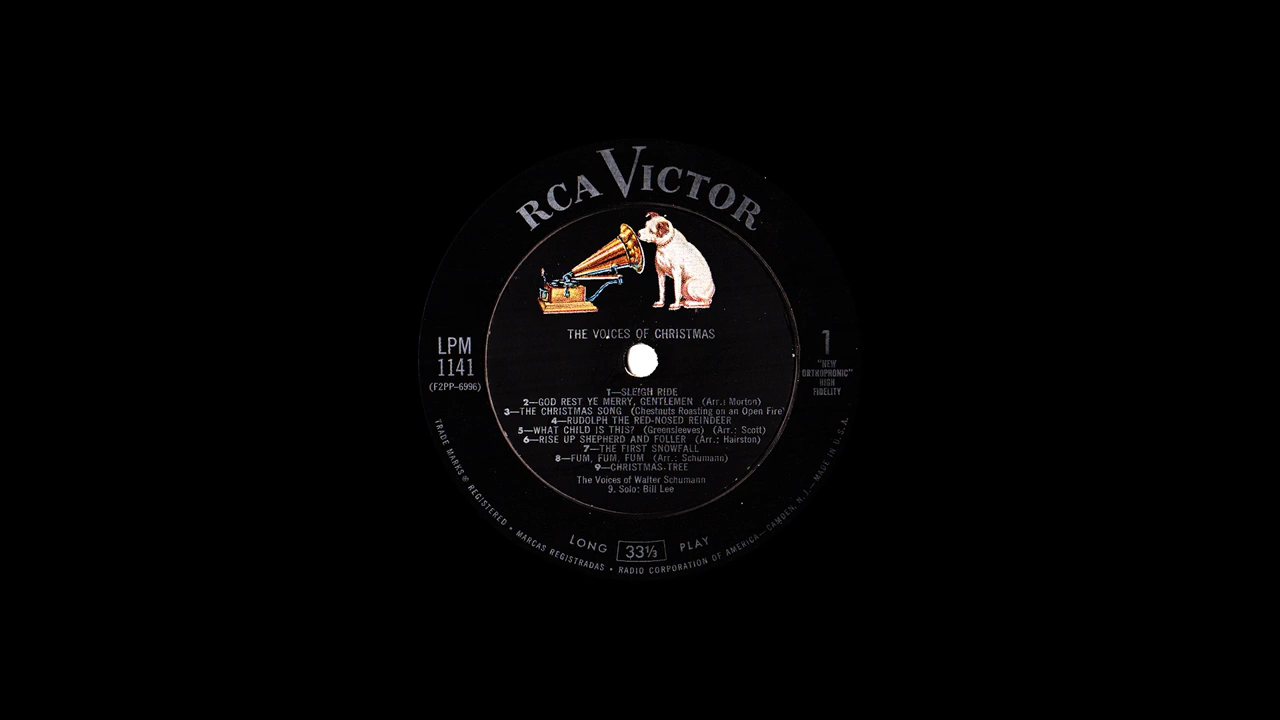 RCA VICTOR
THE VOICES OF CHRISTMAS
LPM
1141
(F2PP-6996)
1
"NEW
ORTHOPHONIC"
HIGH
FIDELITY
1—SLEIGH RIDE
2—GOD REST YE MERRY, GENTLEMEN (Arr.: Morton)
3—THE CHRISTMAS SONG (Chestnuts Roasting on an Open Fire)
4—RUDOLPH THE RED-NOSED REINDEER
5—WHAT CHILD IS THIS? (Greensleeves) (Arr.: Scott)
6—RISE UP SHEPHERD AND FOLLER (Arr.: Hairston)
7—THE FIRST SNOWFALL
8—FUM, FUM, FUM (Arr.: Schumann)
9—CHRISTMAS TREE
The Voices of Walter Schumann
9. Solo: Bill Lee
LONG 33⅓ PLAY
TRADE MARKS ® REGISTERED • MARCAS REGISTRADAS • RADIO CORPORATION OF AMERICA—CAMDEN, N. J.—MADE IN U.S.A.